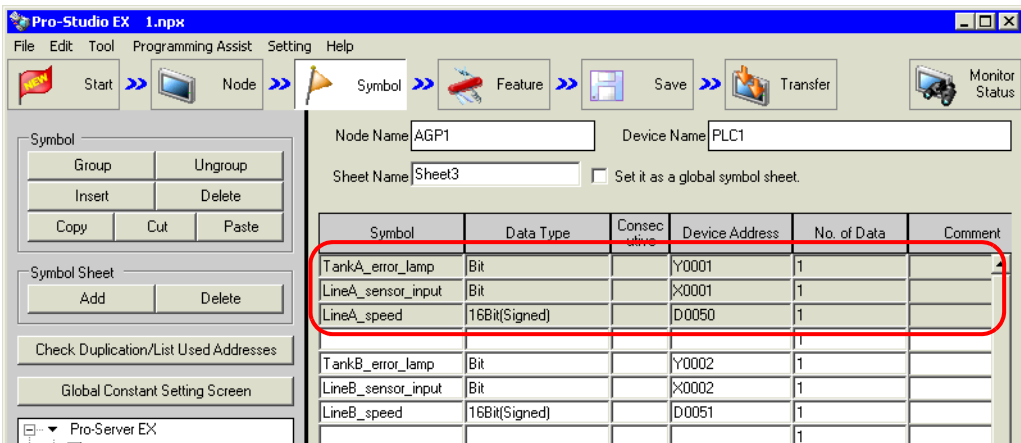 Pro-Studio EX 1.npx
File Edit Tool Programming Assist Setting Help
NEW Start Node Symbol Feature Save Transfer Monitor Status
Symbol
Group Ungroup
Insert Delete
Copy Cut Paste
Symbol Sheet
Add Delete
Check Duplication/List Used Addresses
Global Constant Setting Screen
Pro-Server EX
Node Name AGP1 Device Name PLC1
Sheet Name Sheet3 Set it as a global symbol sheet.
Symbol Data Type Consecutive Device Address No. of Data Comment
TankA_error_lamp Bit Y0001 1
LineA_sensor_input Bit X0001 1
LineA_speed 16Bit(Signed) D0050 1
1
TankB_error_lamp Bit Y0002 1
LineB_sensor_input Bit X0002 1
LineB_speed 16Bit(Signed) D0051 1
1